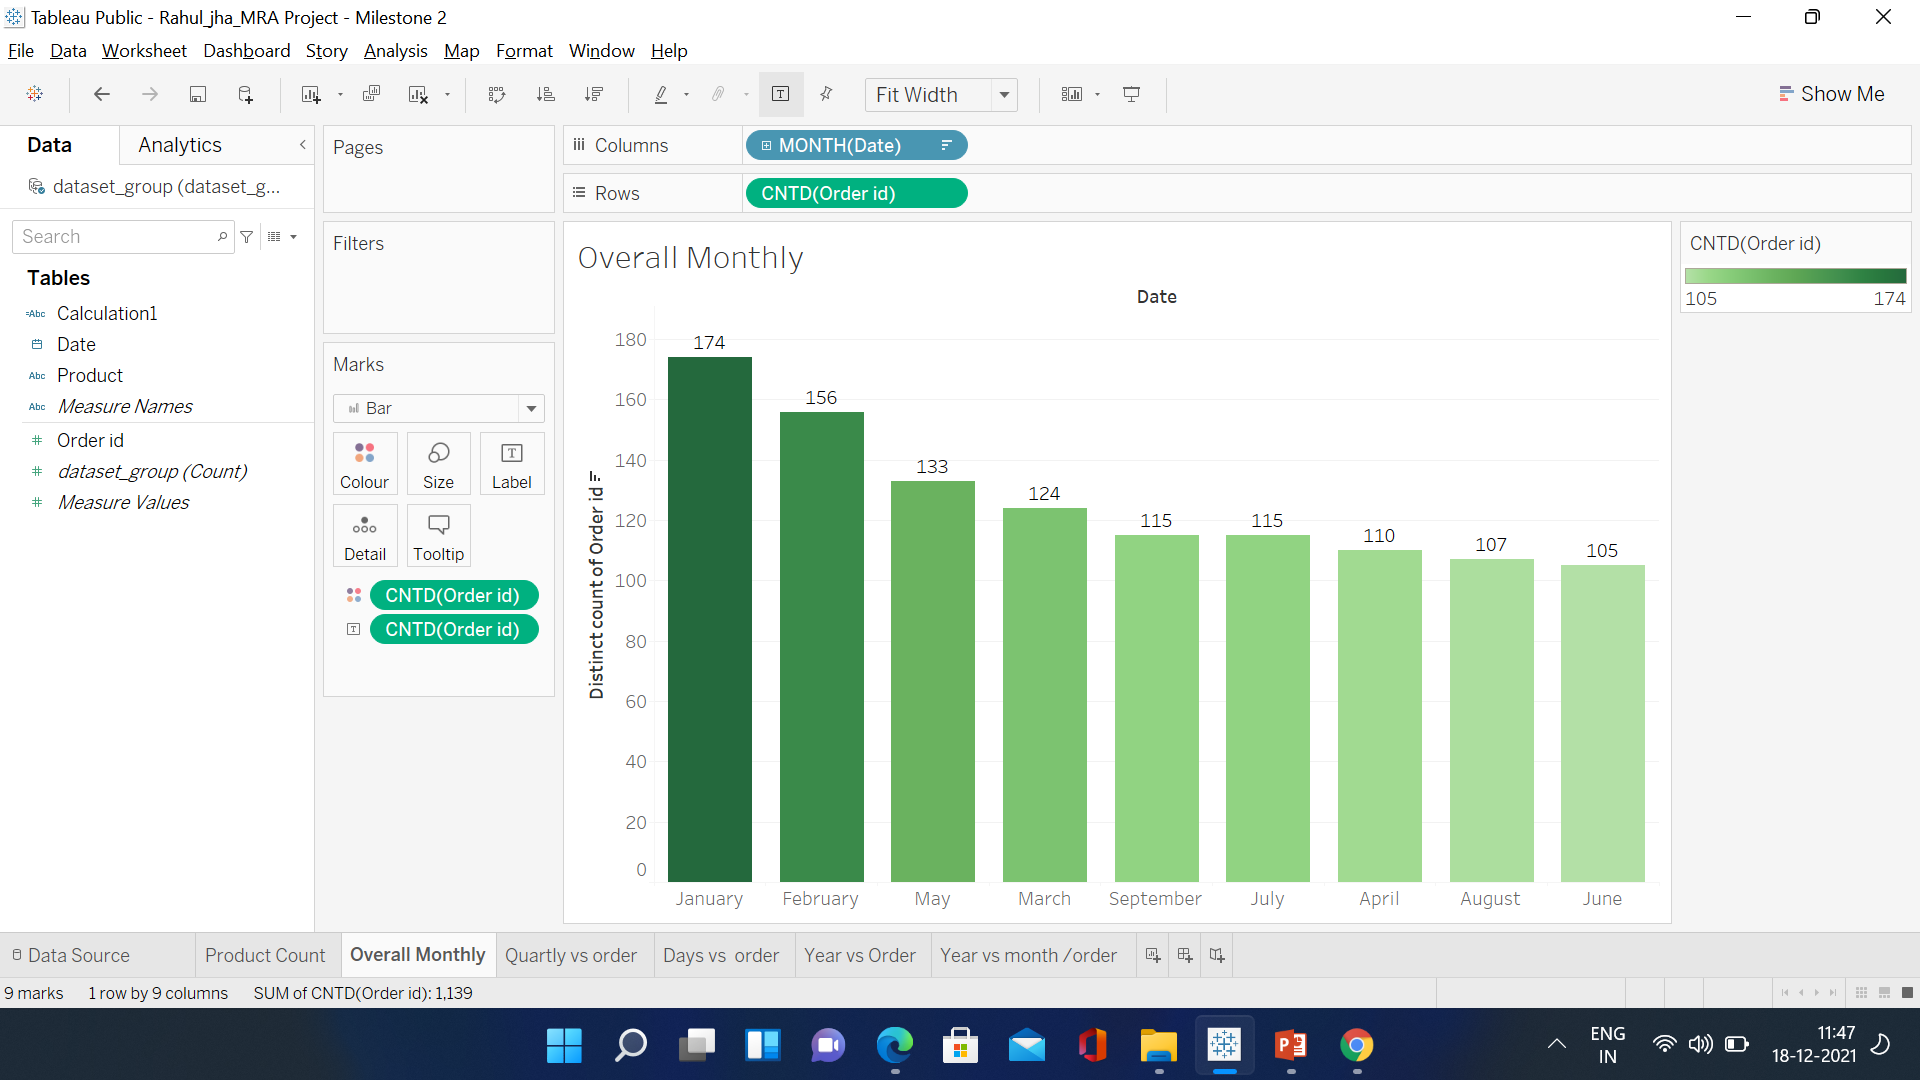 Tableau Public - Rahul_jha_MRA Project - Milestone 2
File Data Worksheet Dashboard Story Analysis Map Format Window Help
Fit Width
Show Me
Data Analytics
dataset_group (dataset_g...
Search
Tables
=Abc Calculation1
Date
Abc Product
Abc Measure Names
# Order id
# dataset_group (Count)
# Measure Values
Pages
Filters
Marks
Bar
Colour Size Label
Detail Tooltip
CNTD(Order id)
CNTD(Order id)
Columns MONTH(Date)
Rows CNTD(Order id)
Overall Monthly
Date
Distinct count of Order id
180
160
140
120
100
80
60
40
20
0
174 156 133 124 115 115 110 107 105
January February May March September July April August June
CNTD(Order id)
105 174
Data Source Product Count Overall Monthly Quartly vs order Days vs order Year vs Order Year vs month /order
9 marks 1 row by 9 columns SUM of CNTD(Order id): 1,139
ENG
IN
11:47
18-12-2021